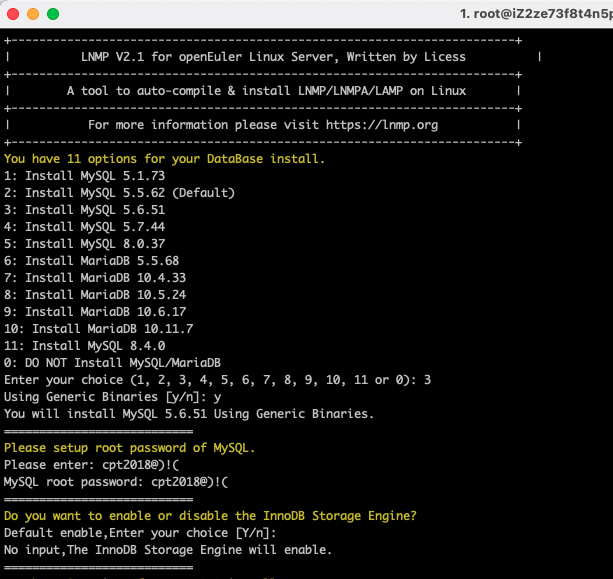 1. root@iZ2ze73f8t4n5p
+------------------------------------------------------------------------+
|          LNMP V2.1 for openEuler Linux Server, Written by Licess          |
+------------------------------------------------------------------------+
|        A tool to auto-compile & install LNMP/LNMPA/LAMP on Linux       |
+------------------------------------------------------------------------+
|           For more information please visit https://lnmp.org           |
+------------------------------------------------------------------------+
You have 11 options for your DataBase install.
1: Install MySQL 5.1.73
2: Install MySQL 5.5.62 (Default)
3: Install MySQL 5.6.51
4: Install MySQL 5.7.44
5: Install MySQL 8.0.37
6: Install MariaDB 5.5.68
7: Install MariaDB 10.4.33
8: Install MariaDB 10.5.24
9: Install MariaDB 10.6.17
10: Install MariaDB 10.11.7
11: Install MySQL 8.4.0
0: DO NOT Install MySQL/MariaDB
Enter your choice (1, 2, 3, 4, 5, 6, 7, 8, 9, 10, 11 or 0): 3
Using Generic Binaries [y/n]: y
You will install MySQL 5.6.51 Using Generic Binaries.
===========================
Please setup root password of MySQL.
Please enter: cpt2018@)!(
MySQL root password: cpt2018@)!(
===========================
Do you want to enable or disable the InnoDB Storage Engine?
Default enable,Enter your choice [Y/n]:
No input,The InnoDB Storage Engine will enable.
===========================